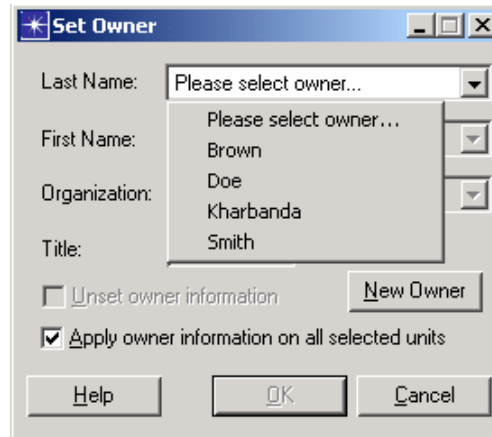 Set Owner
Last Name: Please select owner...
Please select owner...
First Name:
Brown
Doe
Organization:
Kharbanda
Smith
Title:
Unset owner information
New Owner
Apply owner information on all selected units
Help OK Cancel